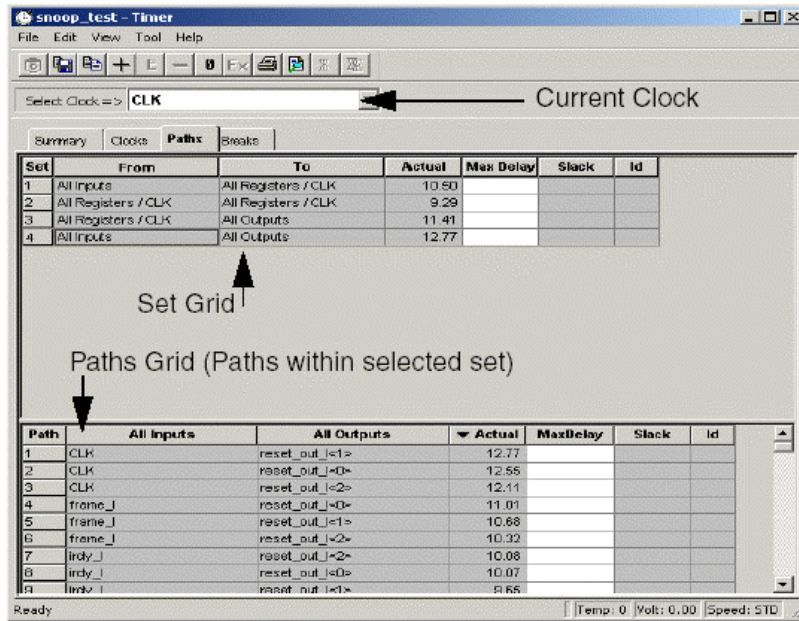 snoop_test - Timer
File Edit View Tool Help
Select Clock => CLK
Current Clock
Summary Clocks Paths Breaks
Set From To Actual Max Delay Slack Id
1 All Inputs All Registers / CLK 10.50
2 All Registers / CLK All Registers / CLK 9.29
3 All Registers / CLK All Outputs 11.41
4 All Inputs All Outputs 12.77
Set Grid
Paths Grid (Paths within selected set)
Path All Inputs All Outputs Actual MaxDelay Slack Id
1 CLK reset_out_l<1> 12.77
2 CLK reset_out_l<0> 12.55
3 CLK reset_out_l<2> 12.11
4 frame_l reset_out_l<0> 11.01
5 frame_l reset_out_l<1> 10.68
6 frame_l reset_out_l<2> 10.32
7 irdy_l reset_out_l<2> 10.08
8 irdy_l reset_out_l<0> 10.07
9 irdy_l reset_out_l<1>
Ready Temp: 0 Volt: 0.00 Speed: STD